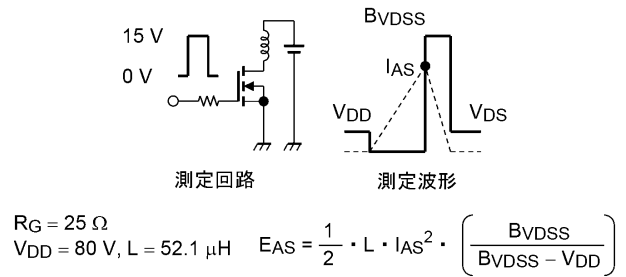 15 V
0 V
BVDSS
IAS
VDD
VDS
測定回路
測定波形
RG = 25 Ω
VDD = 80 V, L = 52.1 μH
EAS = 1/2 · L · IAS² · (BVDSS / (BVDSS − VDD))